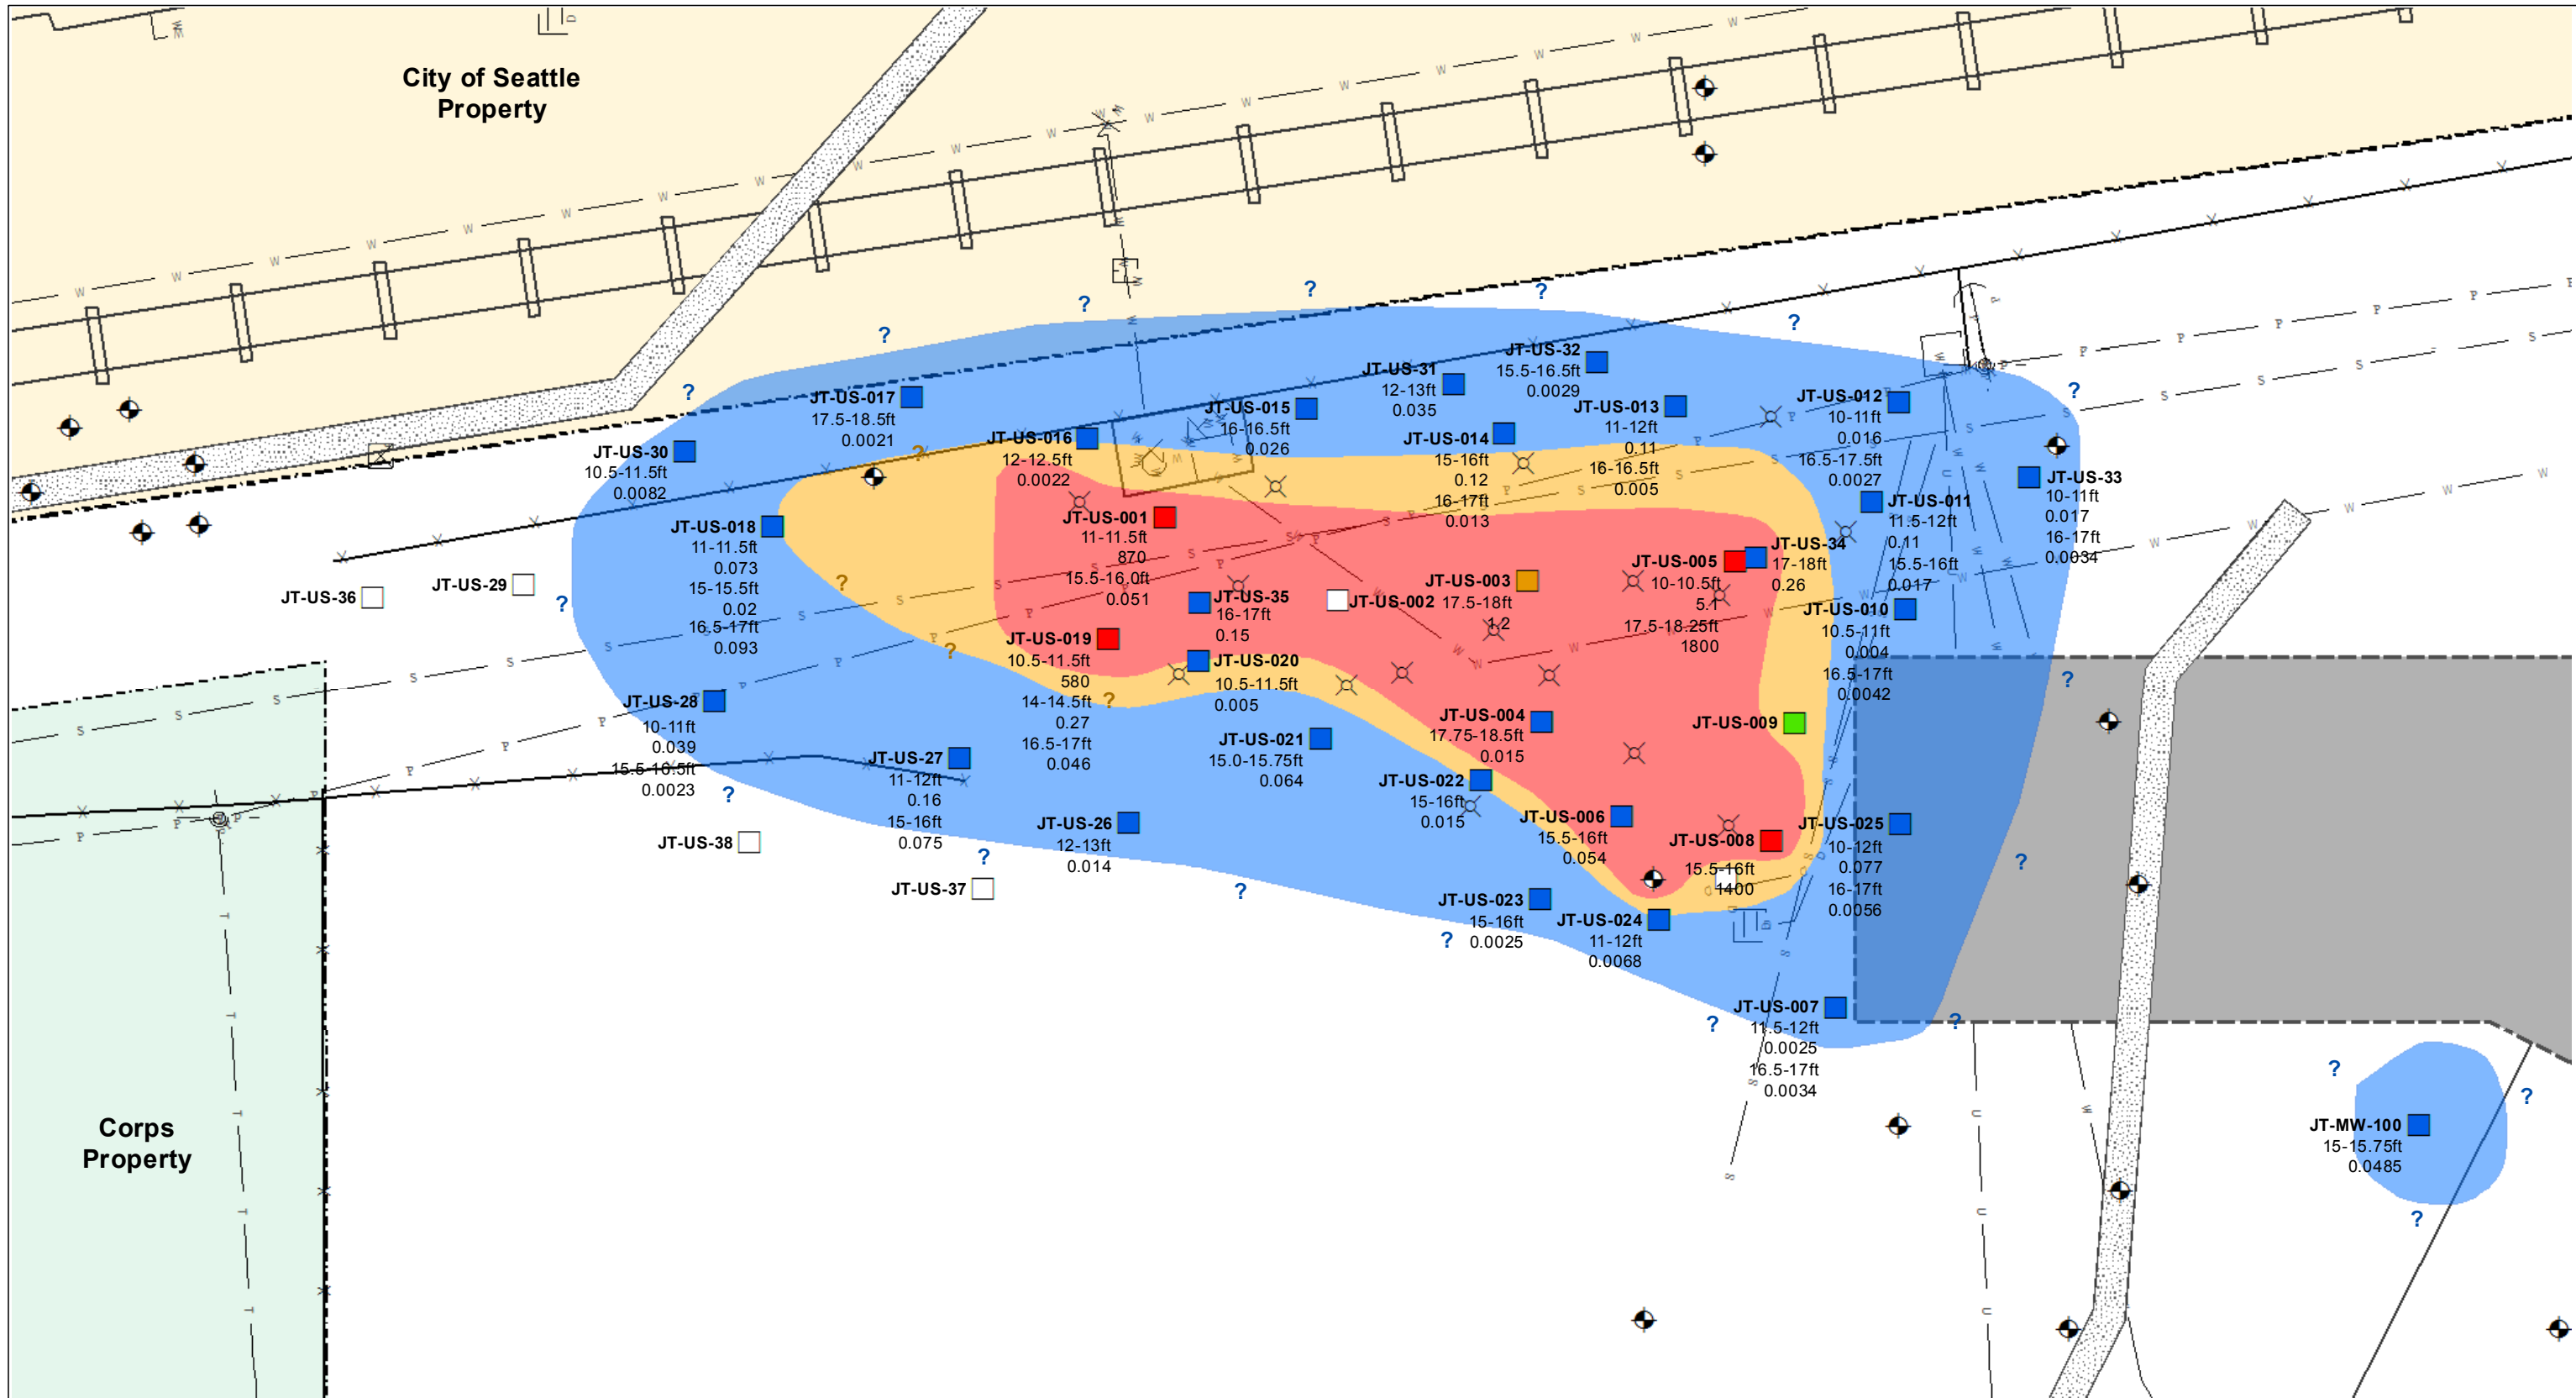 City of Seattle
Property
JT-US-32
15.5-16.5ft
0.0029
JT-US-31
12-13ft
0.035
JT-US-017
17.5-18.5ft
0.0021
JT-US-015
16-16.5ft
0.026
JT-US-013
11-12ft
0.11
16-16.5ft
0.005
JT-US-012
10-11ft
0.016
16.5-17.5ft
0.0027
JT-US-016
12-12.5ft
0.0022
JT-US-014
15-16ft
0.12
16-17ft
0.013
JT-US-30
10.5-11.5ft
0.0082
JT-US-33
10-11ft
0.017
16-17ft
0.0034
JT-US-011
11.5-12ft
0.11
15.5-16ft
0.017
JT-US-018
11-11.5ft
0.073
15-15.5ft
0.02
16.5-17ft
0.093
JT-US-001
11-11.5ft
870
15.5-16.0ft
0.051
JT-US-34
17-18ft
0.26
JT-US-005
10-10.5ft
5.1
17.5-18.25ft
1800
JT-US-003
17.5-18ft
1.2
JT-US-29
JT-US-36
JT-US-35
16-17ft
0.15
JT-US-002
JT-US-010
10.5-11ft
0.004
16.5-17ft
0.0042
JT-US-019
10.5-11.5ft
580
14-14.5ft
0.27
16.5-17ft
0.046
JT-US-020
10.5-11.5ft
0.005
JT-US-28
10-11ft
0.039
15.5-16.5ft
0.0023
JT-US-004
17.75-18.5ft
0.015
JT-US-009
JT-US-021
15.0-15.75ft
0.064
JT-US-27
11-12ft
0.16
15-16ft
0.075
JT-US-022
15-16ft
0.015
JT-US-26
12-13ft
0.014
JT-US-006
15.5-16ft
0.054
JT-US-025
10-12ft
0.077
16-17ft
0.0056
JT-US-008
15.5-16ft
1400
JT-US-38
JT-US-37
JT-US-023
15-16ft
0.0025
JT-US-024
11-12ft
0.0068
JT-US-007
11.5-12ft
0.0025
16.5-17ft
0.0034
JT-MW-100
15-15.75ft
0.0485
Corps
Property